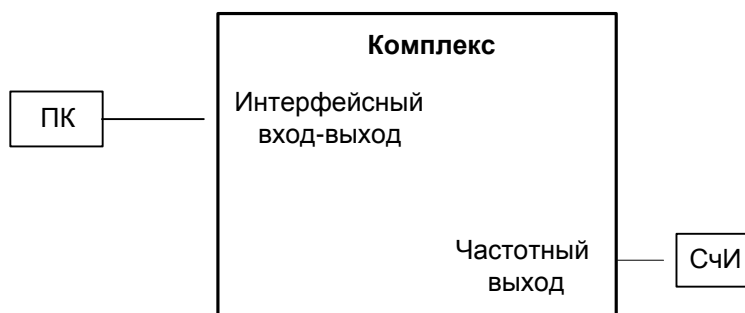 Комплекс
ПК
Интерфейсный
вход-выход
Частотный
выход
СчИ